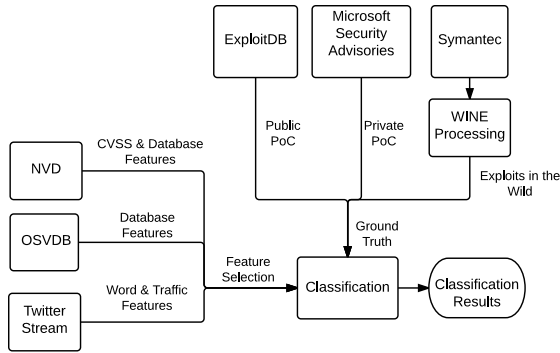 ExploitDB
Microsoft
Security
Advisories
Symantec
Public
PoC
Private
PoC
WINE
Processing
Exploits in the
Wild
NVD
CVSS & Database
Features
OSVDB
Database
Features
Twitter
Stream
Word & Traffic
Features
Feature
Selection
Ground
Truth
Classification
Classification
Results